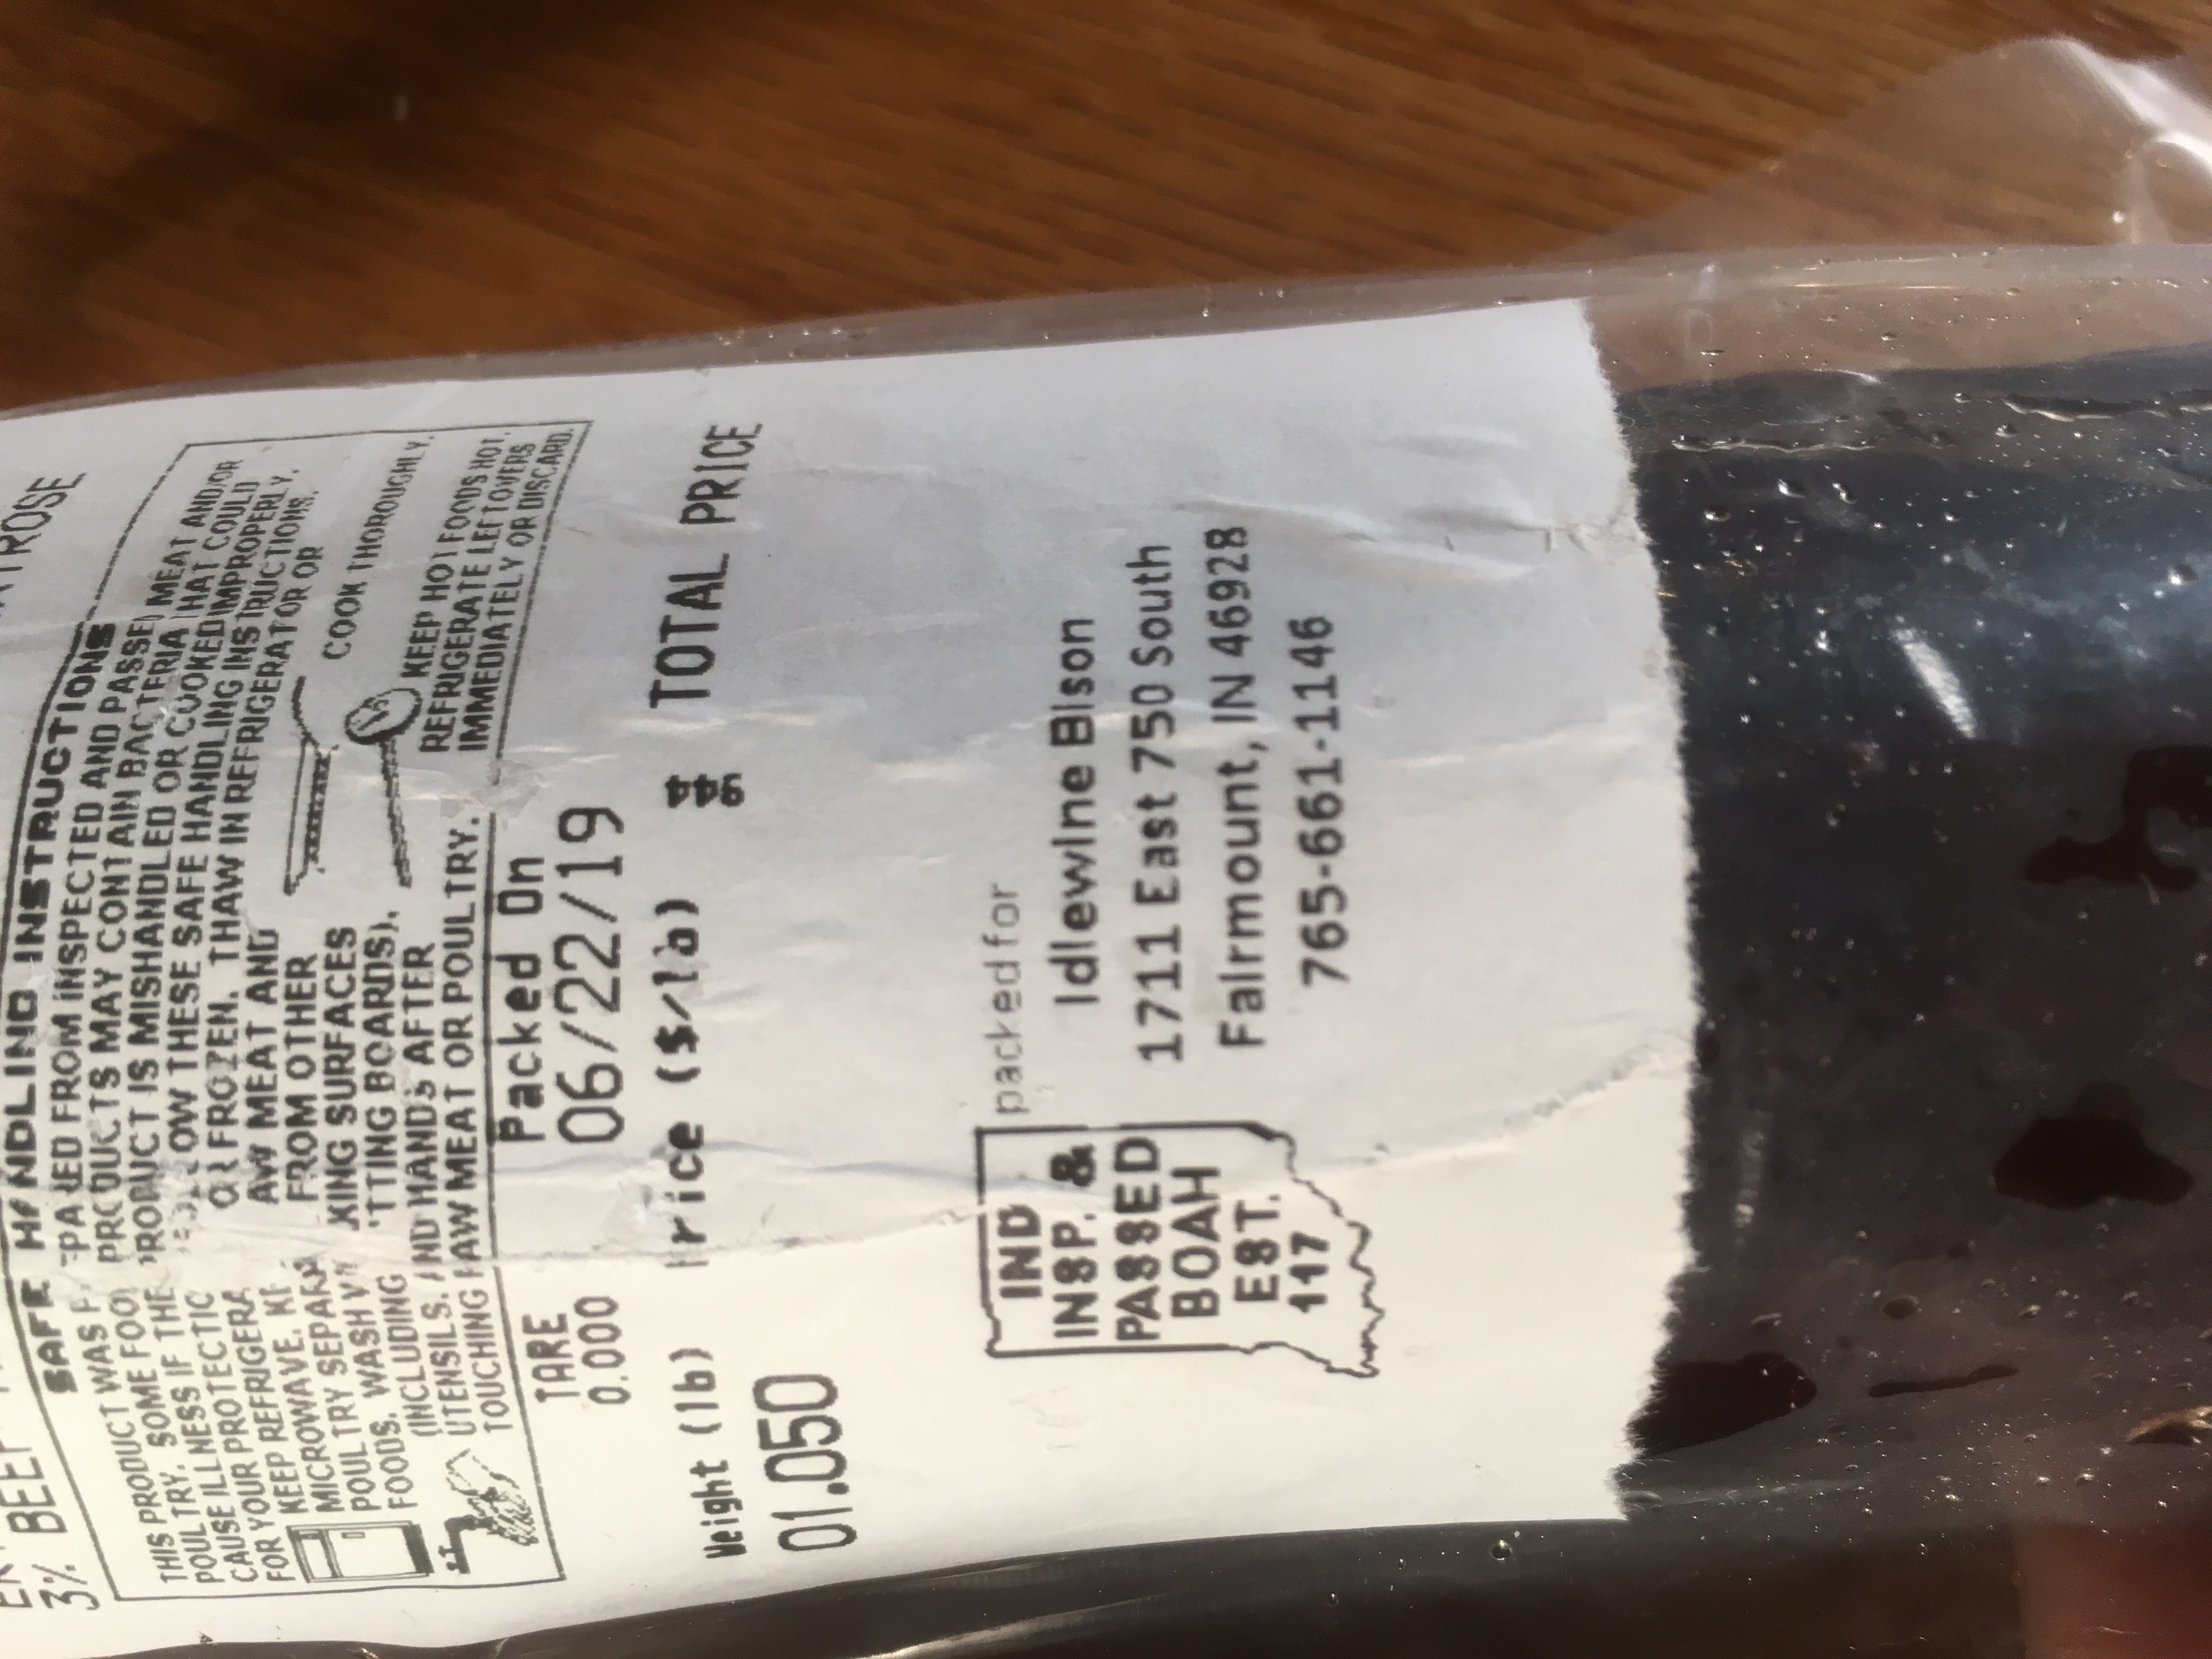 TROSE
3% BEEF
SAFE HANDLING INSTRUCTIONS
THIS PRODUCT WAS PREPARED FROM INSPECTED AND PASSED MEAT AND/OR
POULTRY. SOME FOOD PRODUCTS MAY CONTAIN BACTERIA THAT COULD
CAUSE ILLNESS IF THE PRODUCT IS MISHANDLED OR COOKED IMPROPERLY.
FOR YOUR PROTECTION, FOLLOW THESE SAFE HANDLING INSTRUCTIONS.
KEEP REFRIGERATED OR FROZEN. THAW IN REFRIGERATOR OR
MICROWAVE.
KEEP RAW MEAT AND
POULTRY SEPARATE FROM OTHER
FOODS. WASH WORKING SURFACES
(INCLUDING CUTTING BOARDS),
UTENSILS, AND HANDS AFTER
TOUCHING RAW MEAT OR POULTRY.
COOK THOROUGHLY.
KEEP HOT FOODS HOT.
REFRIGERATE LEFTOVERS
IMMEDIATELY OR DISCARD.
TARE
0.000
Packed On
06/22/19
Weight (lb)
01.050
Price ($/lb)
$ TOTAL PRICE
IND
INSP. &
PASSED
BOAH
EST.
117
packed for
Idlewine Bison
1711 East 750 South
Fairmount, IN 46928
765-661-1146